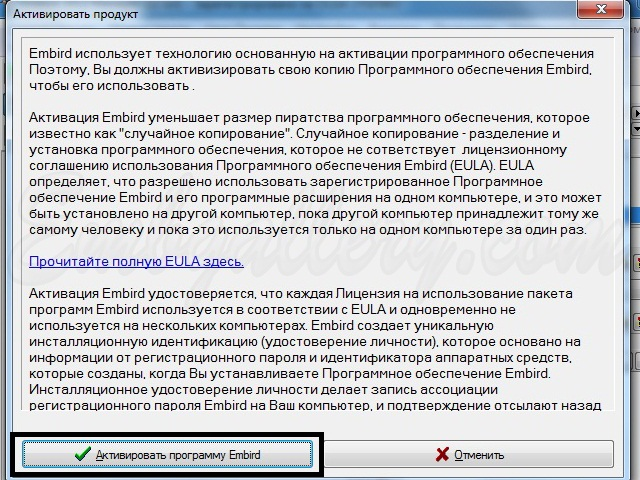 Активировать продукт
Embird использует технологию основанную на активации программного обеспечения
Поэтому, Вы должны активизировать свою копию Программного обеспечения Embird,
чтобы его использовать .
Активация Embird уменьшает размер пиратства программного обеспечения, которое
известно как "случайное копирование". Случайное копирование - разделение и
установка программного обеспечения, которое не сответствует лицензионному
соглашению использования Программного обеспечения Embird (EULA). EULA
определяет, что разрешено использовать зарегистрированное Программное
обеспечение Embird и его программные расширения на одном компьютере, и это может
быть установлено на другой компьютер, пока другой компьютер принадлежит тому же
самому человеку и пока это используется только на одном компьютере за один раз.
Прочитайте полную EULA здесь.
Активация Embird удостоверяется, что каждая Лицензия на использование пакета
программ Embird используется в соответствии с EULA и одновременно не
используется на нескольких компьютерах. Embird создает уникальную
инсталляционную идентификацию (удостоверение личности), которое основано на
информации от регистрационного пароля и идентификатора аппаратных средств,
которые созданы, когда Вы устанавливаете Программное обеспечение Embird.
Инсталляционное удостоверение личности делает запись ассоциации
регистрационного пароля Embird на Ваш компьютер, и подтверждение отсылают назад
Активировать программу Embird
Отменить